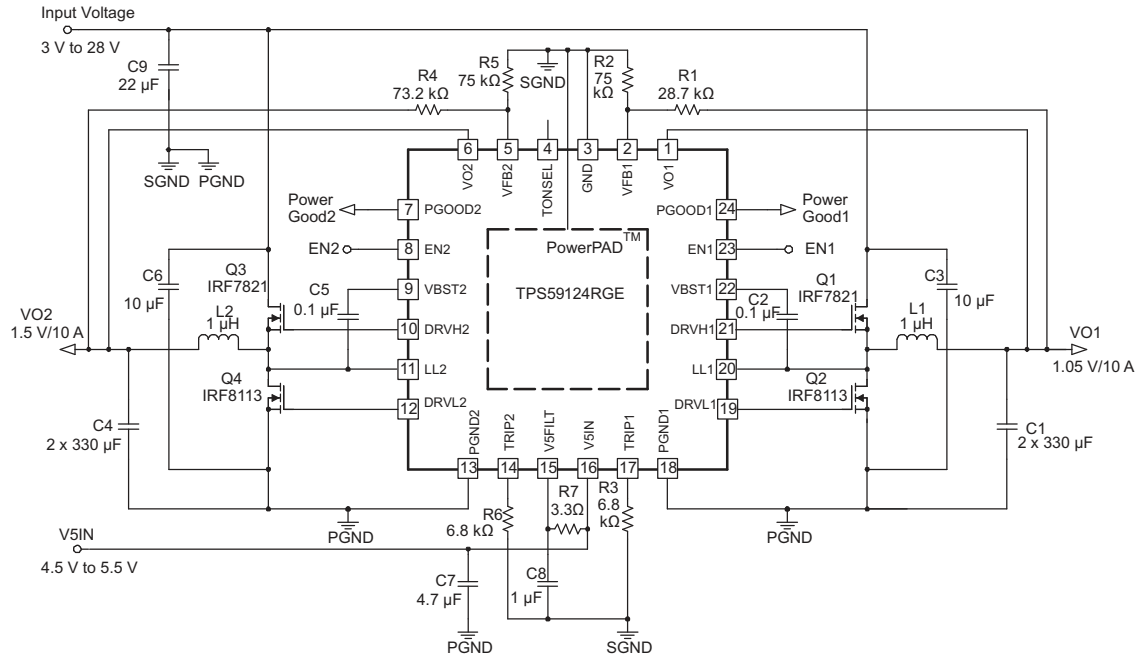 Input Voltage
3 V to 28 V
C9
22 µF
SGND
PGND
R4
73.2 kΩ
R5
75 kΩ
SGND
R2
75
kΩ
R1
28.7 kΩ
6
5
4
3
2
1
VO2
VFB2
TONSEL
GND
VFB1
VO1
Power
Good2
7
PGOOD2
PGOOD1
24
Power
Good1
EN2
8
EN2
EN1
23
EN1
PowerPAD™
TPS59124RGE
C6
10 µF
Q3
IRF7821
C5
0.1 µF
9
VBST2
VBST1
22
C2
0.1 µF
Q1
IRF7821
C3
10 µF
VO2
1.5 V/10 A
L2
1 µH
10
DRVH2
DRVH1
21
L1
1 µH
VO1
1.05 V/10 A
11
LL2
LL1
20
Q4
IRF8113
12
DRVL2
DRVL1
19
Q2
IRF8113
C4
2 x 330 µF
C1
2 x 330 µF
PGND2
TRIP2
V5FILT
V5IN
TRIP1
PGND1
13
14
15
16
17
18
PGND
R6
6.8 kΩ
R7
3.3Ω
R3
6.8
kΩ
PGND
V5IN
4.5 V to 5.5 V
C7
4.7 µF
C8
1 µF
PGND
SGND